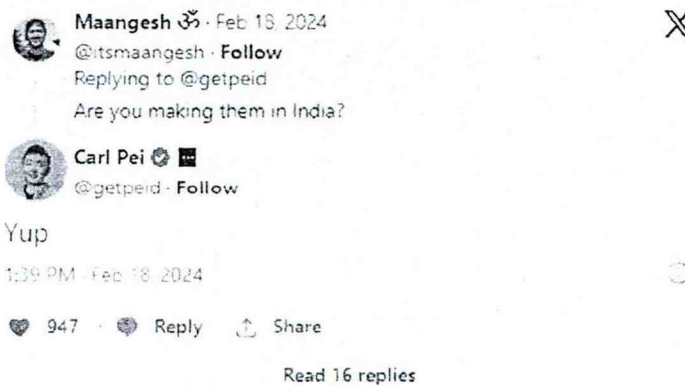 Maangesh ॐ · Feb 18, 2024
@itsmaangesh · Follow
Replying to @getpeid
Are you making them in India?
Carl Pei
@getpeid · Follow
Yup
1:39 PM · Feb 18, 2024
947 · Reply Share
Read 16 replies